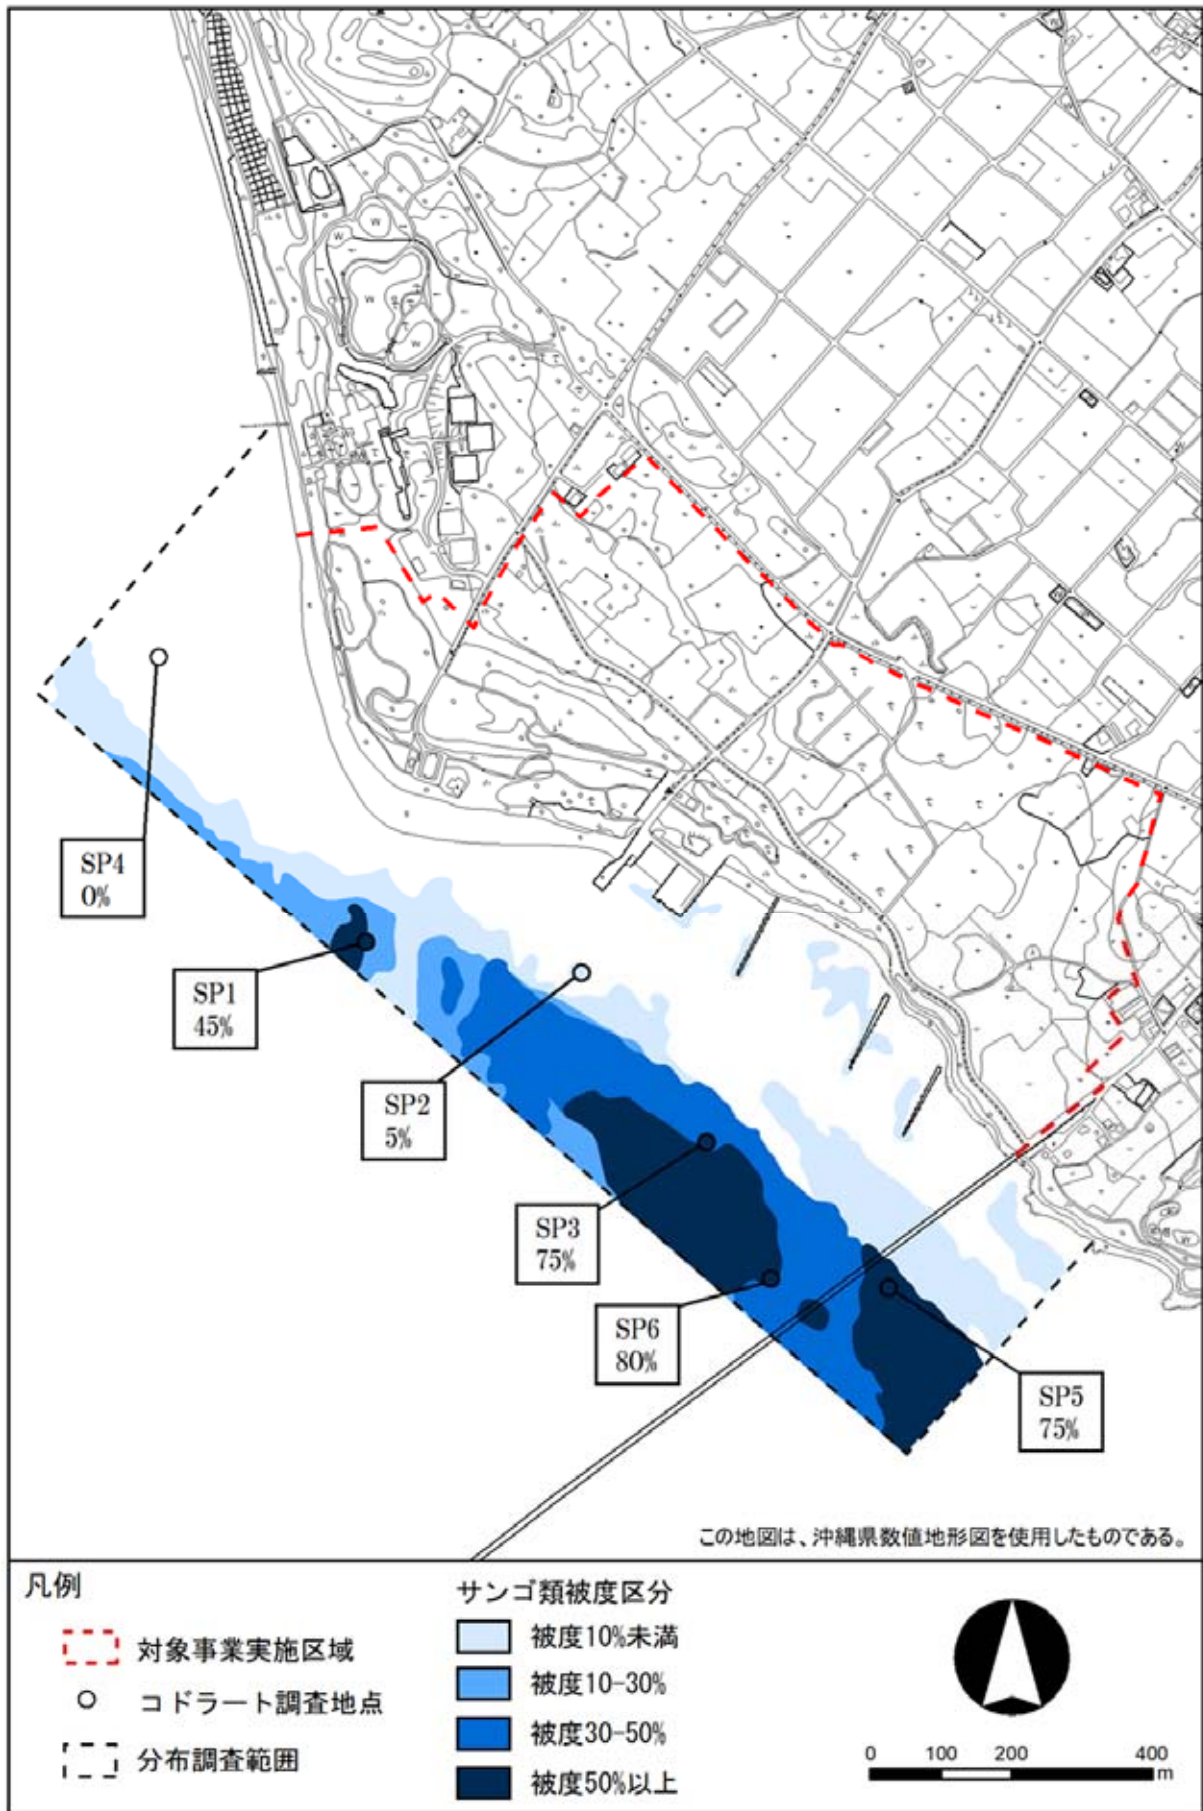 SP4
0%
SP1
45%
SP2
5%
SP3
75%
SP6
80%
SP5
75%
この地図は、沖縄県数値地形図を使用したものである。
凡例
対象事業実施区域
コドラート調査地点
分布調査範囲
サンゴ類被度区分
被度10%未満
被度10-30%
被度30-50%
被度50%以上
0 100 200 400
m